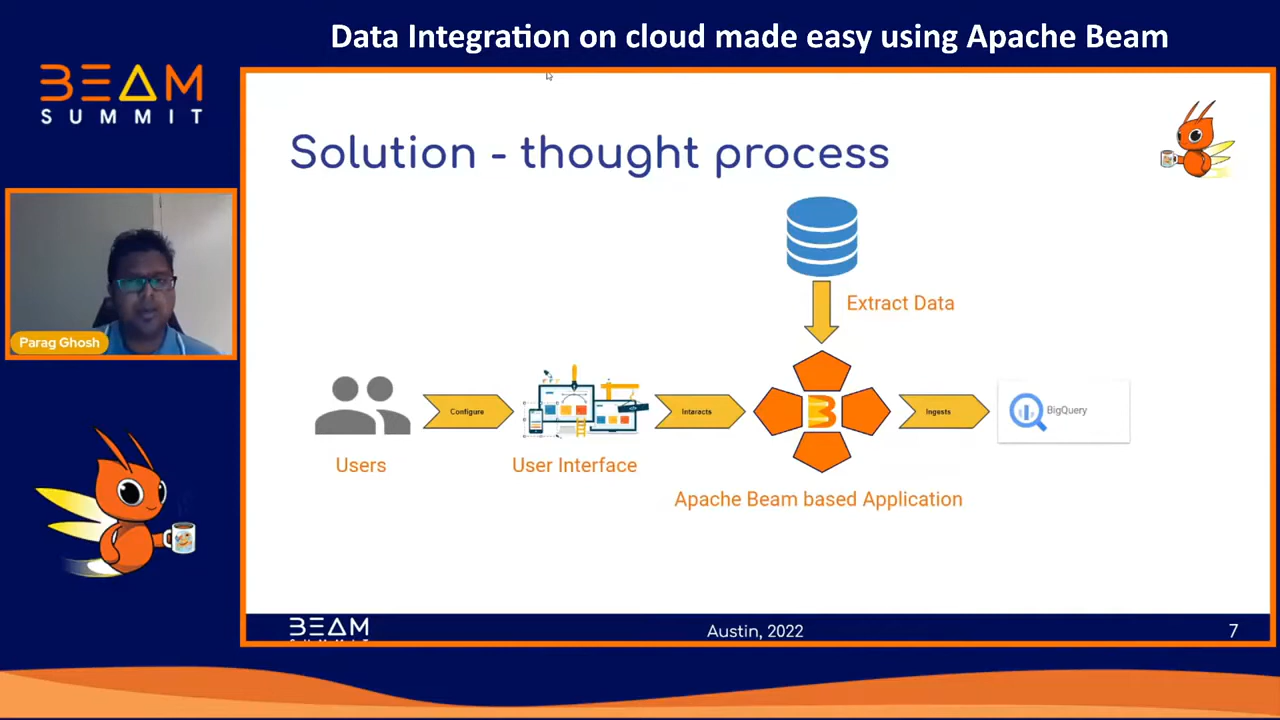 Data Integration on cloud made easy using Apache Beam
BEAM
SUMMIT
Solution - thought process
Parag Ghosh
Extract Data
Configure
Interacts
Ingests
BigQuery
Users
User Interface
Apache Beam based Application
BEAM
Austin, 2022
7